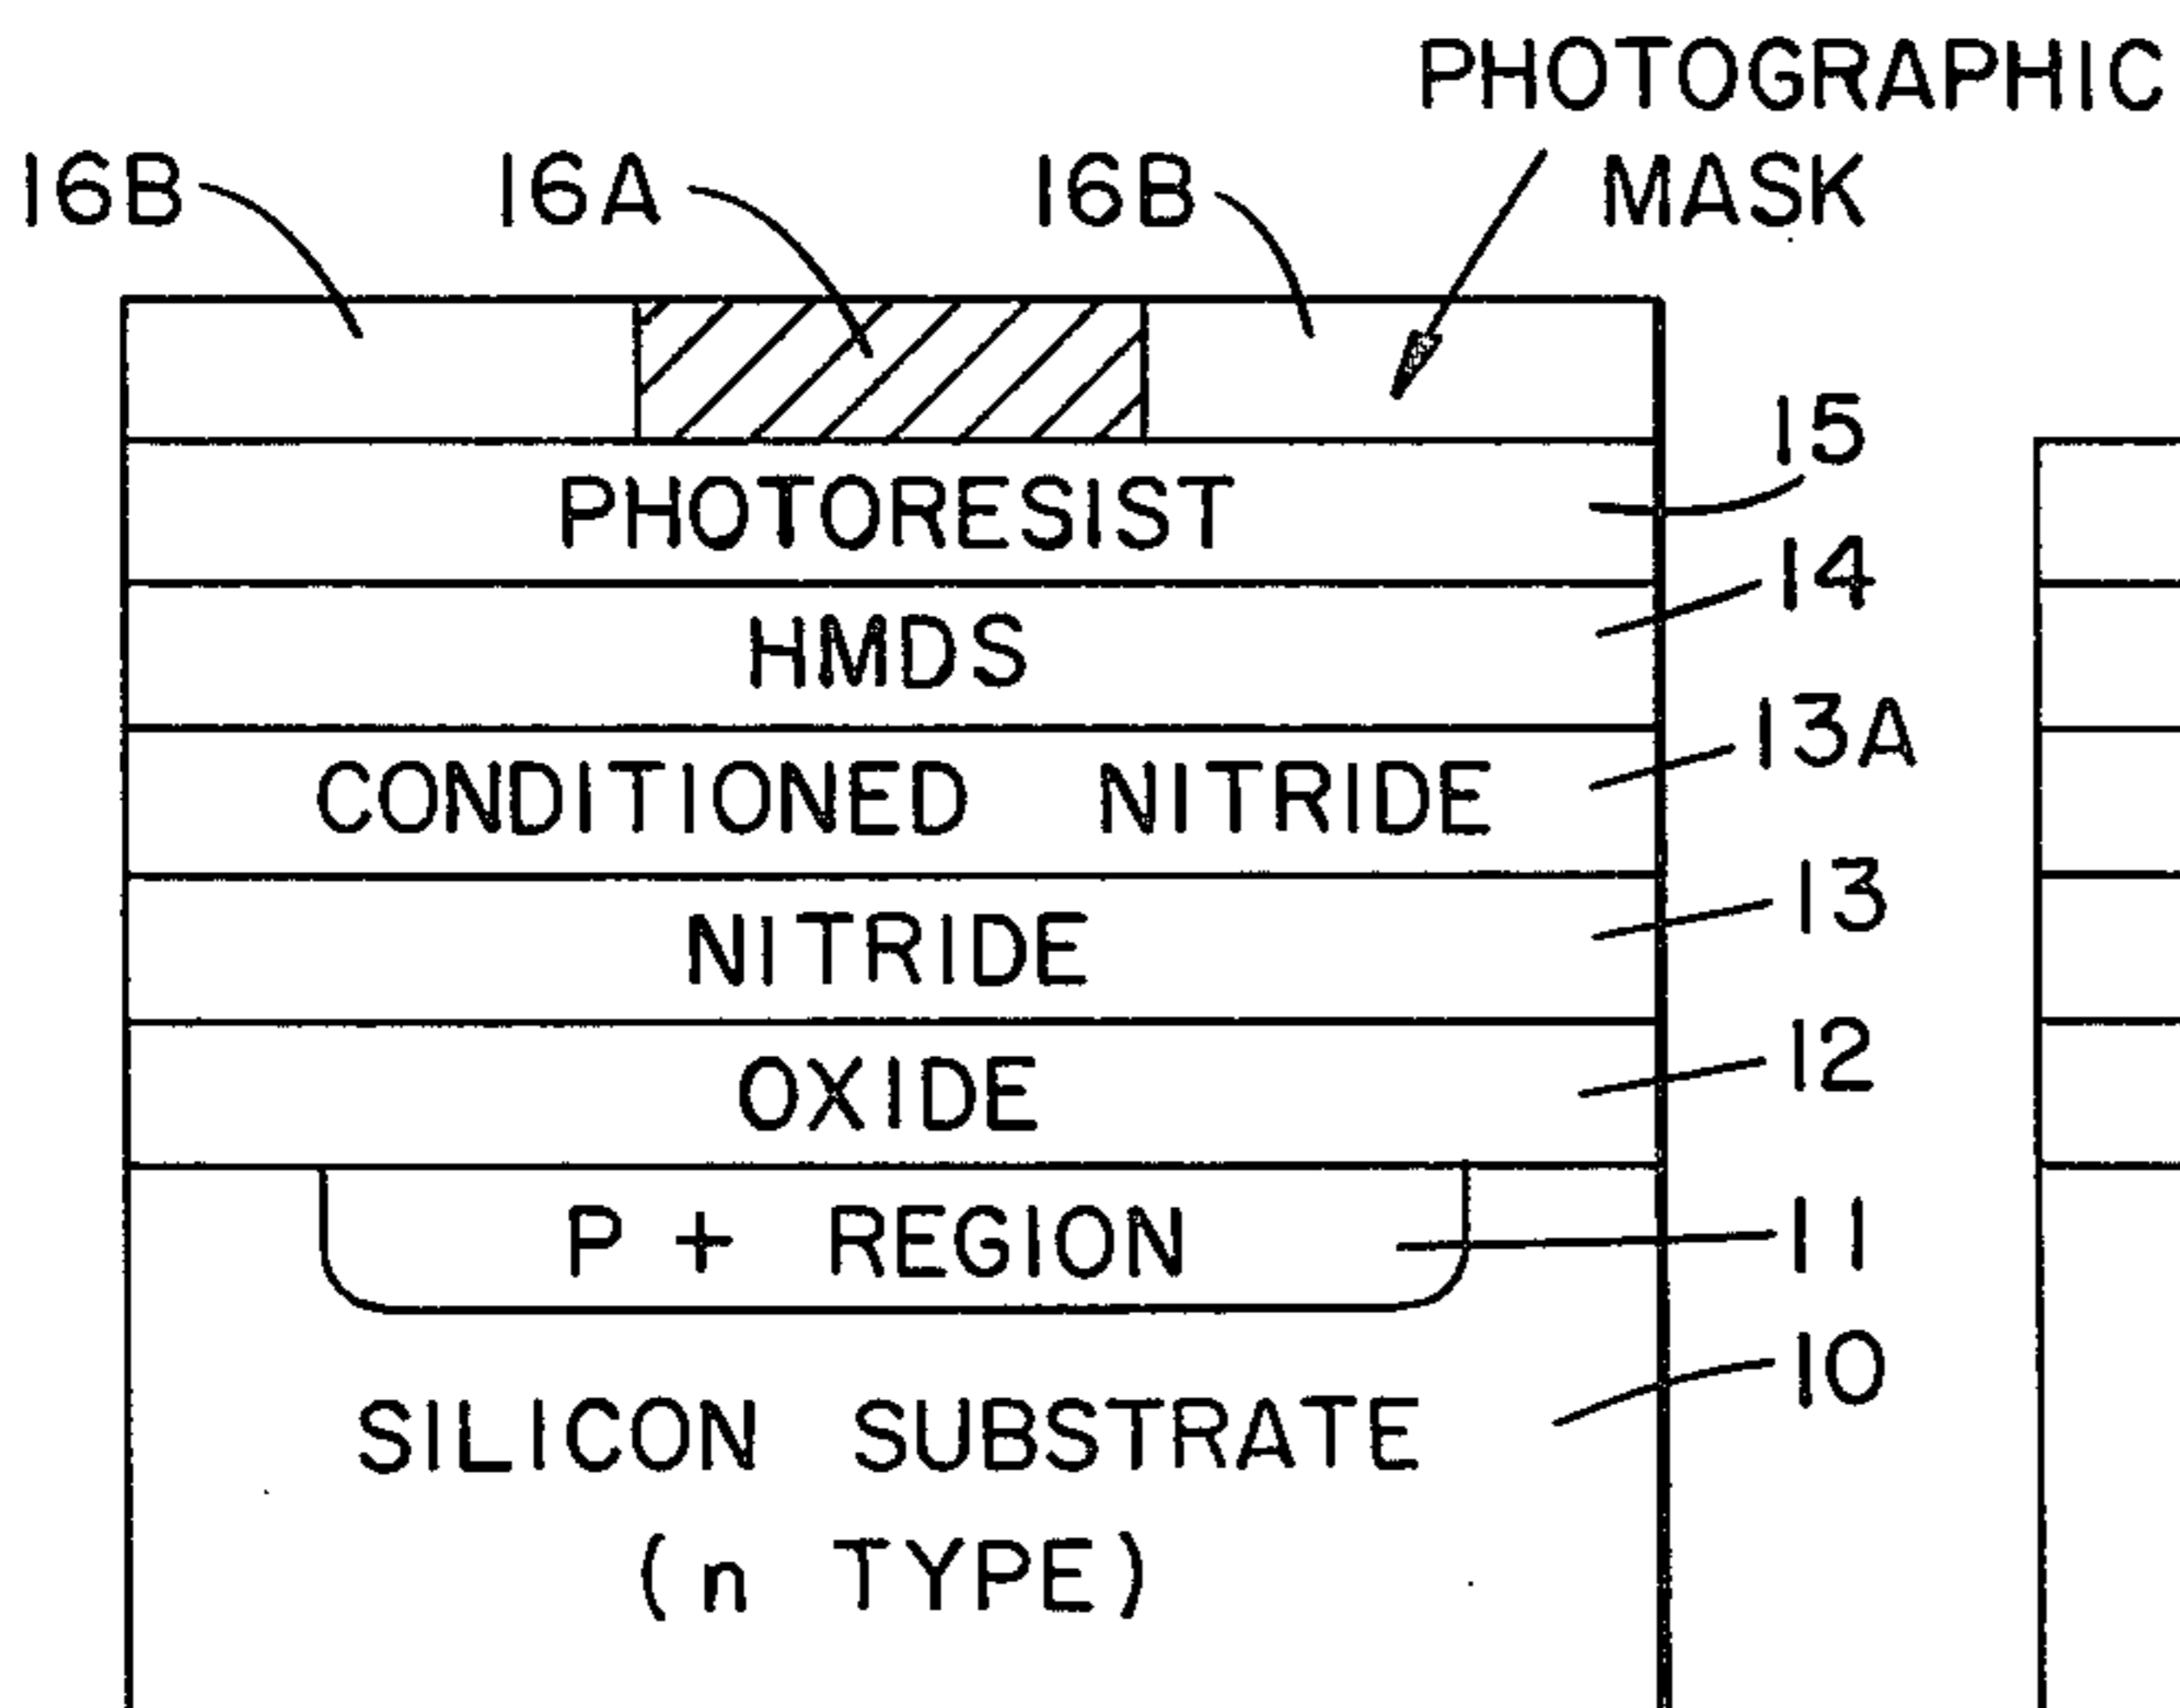 PHOTOGRAPHIC
MASK
16B 16A 16B
15
PHOTORESIST
14
HMDS
13A
CONDITIONED NITRIDE
13
NITRIDE
12
OXIDE
P + REGION 11
10
SILICON SUBSTRATE
(n TYPE)